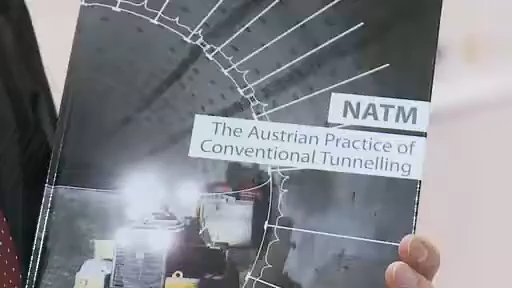 NATM
The Austrian Practice of
Conventional Tunnelling